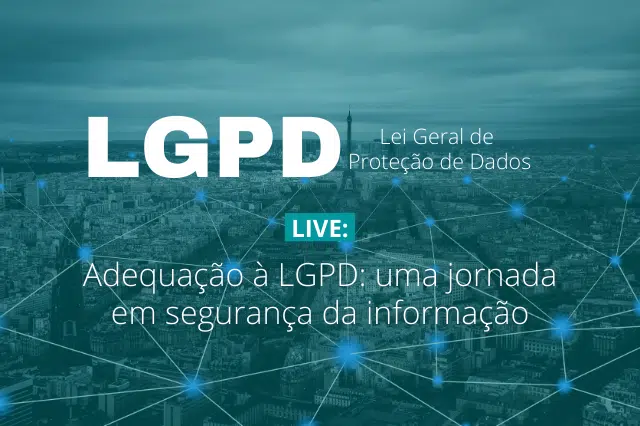 LGPD
Lei Geral de
Proteção de Dados
LIVE:
Adequação à LGPD: uma jornada
em segurança da informação